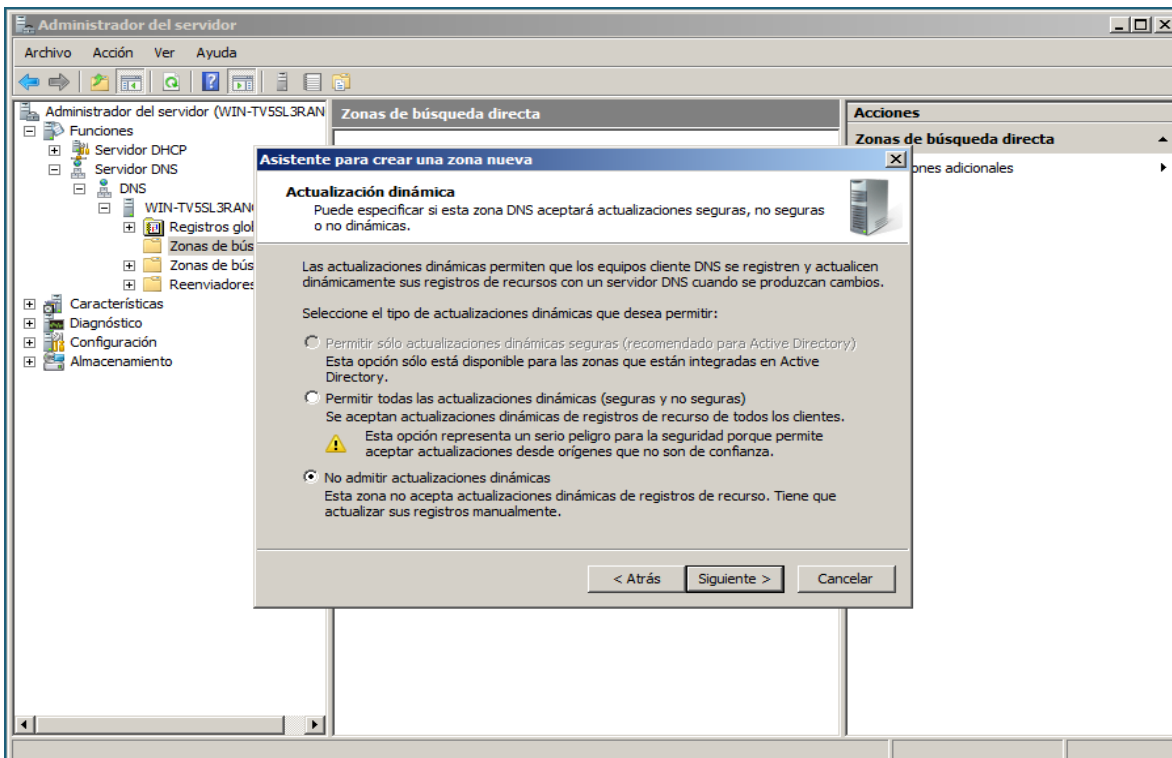 Administrador del servidor
Archivo Acción Ver Ayuda
Administrador del servidor (WIN-TV5SL3RAN
Funciones
Servidor DHCP
Servidor DNS
DNS
WIN-TV5SL3RAN
Registros glo
Zonas de bús
Zonas de bús
Reenviadores
Características
Diagnóstico
Configuración
Almacenamiento
Zonas de búsqueda directa
Asistente para crear una zona nueva
Actualización dinámica
Puede especificar si esta zona DNS aceptará actualizaciones seguras, no seguras
o no dinámicas.
Las actualizaciones dinámicas permiten que los equipos cliente DNS se registren y actualicen
dinámicamente sus registros de recursos con un servidor DNS cuando se produzcan cambios.
Seleccione el tipo de actualizaciones dinámicas que desea permitir:
Permitir sólo actualizaciones dinámicas seguras (recomendado para Active Directory)
Esta opción sólo está disponible para las zonas que están integradas en Active
Directory.
Permitir todas las actualizaciones dinámicas (seguras y no seguras)
Se aceptan actualizaciones dinámicas de registros de recurso de todos los clientes.
Esta opción representa un serio peligro para la seguridad porque permite
aceptar actualizaciones desde orígenes que no son de confianza.
No admitir actualizaciones dinámicas
Esta zona no acepta actualizaciones dinámicas de registros de recurso. Tiene que
actualizar sus registros manualmente.
< Atrás Siguiente > Cancelar
Acciones
Zonas de búsqueda directa
ones adicionales